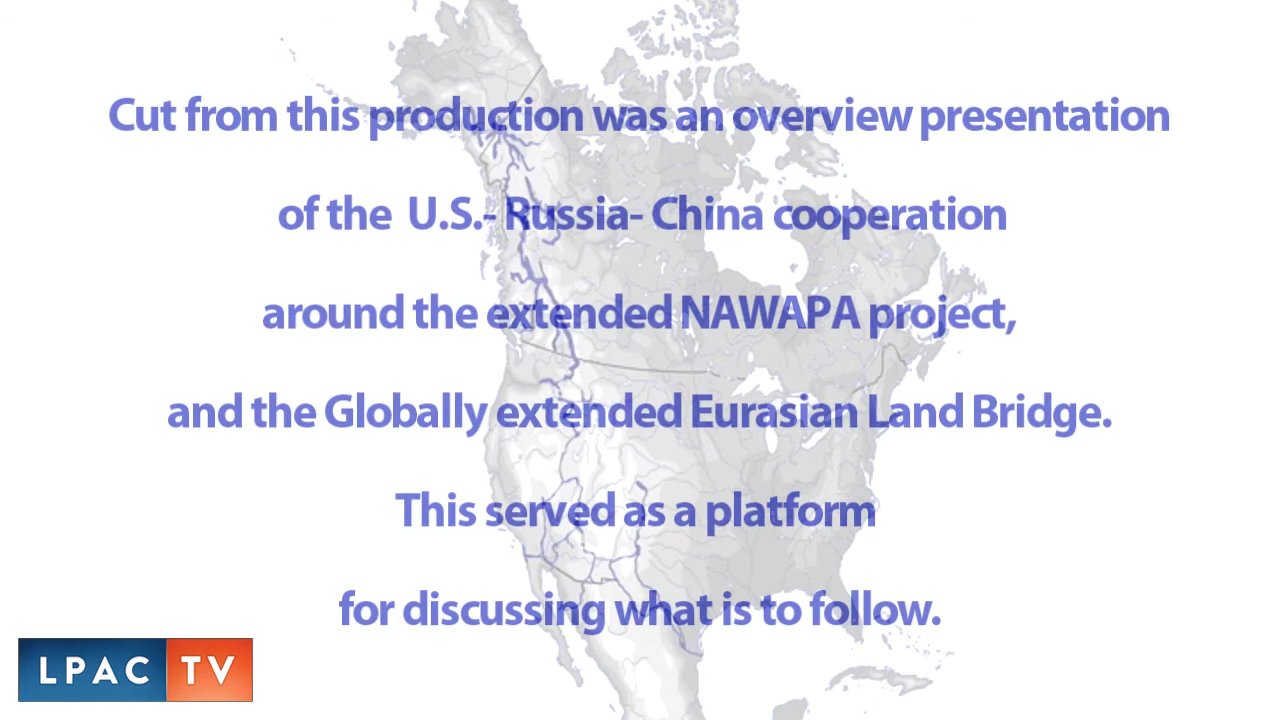 Cut from this production was an overview presentation
of the U.S.- Russia- China cooperation
around the extended NAWAPA project,
and the Globally extended Eurasian Land Bridge.
This served as a platform
for discussing what is to follow.
LPAC TV